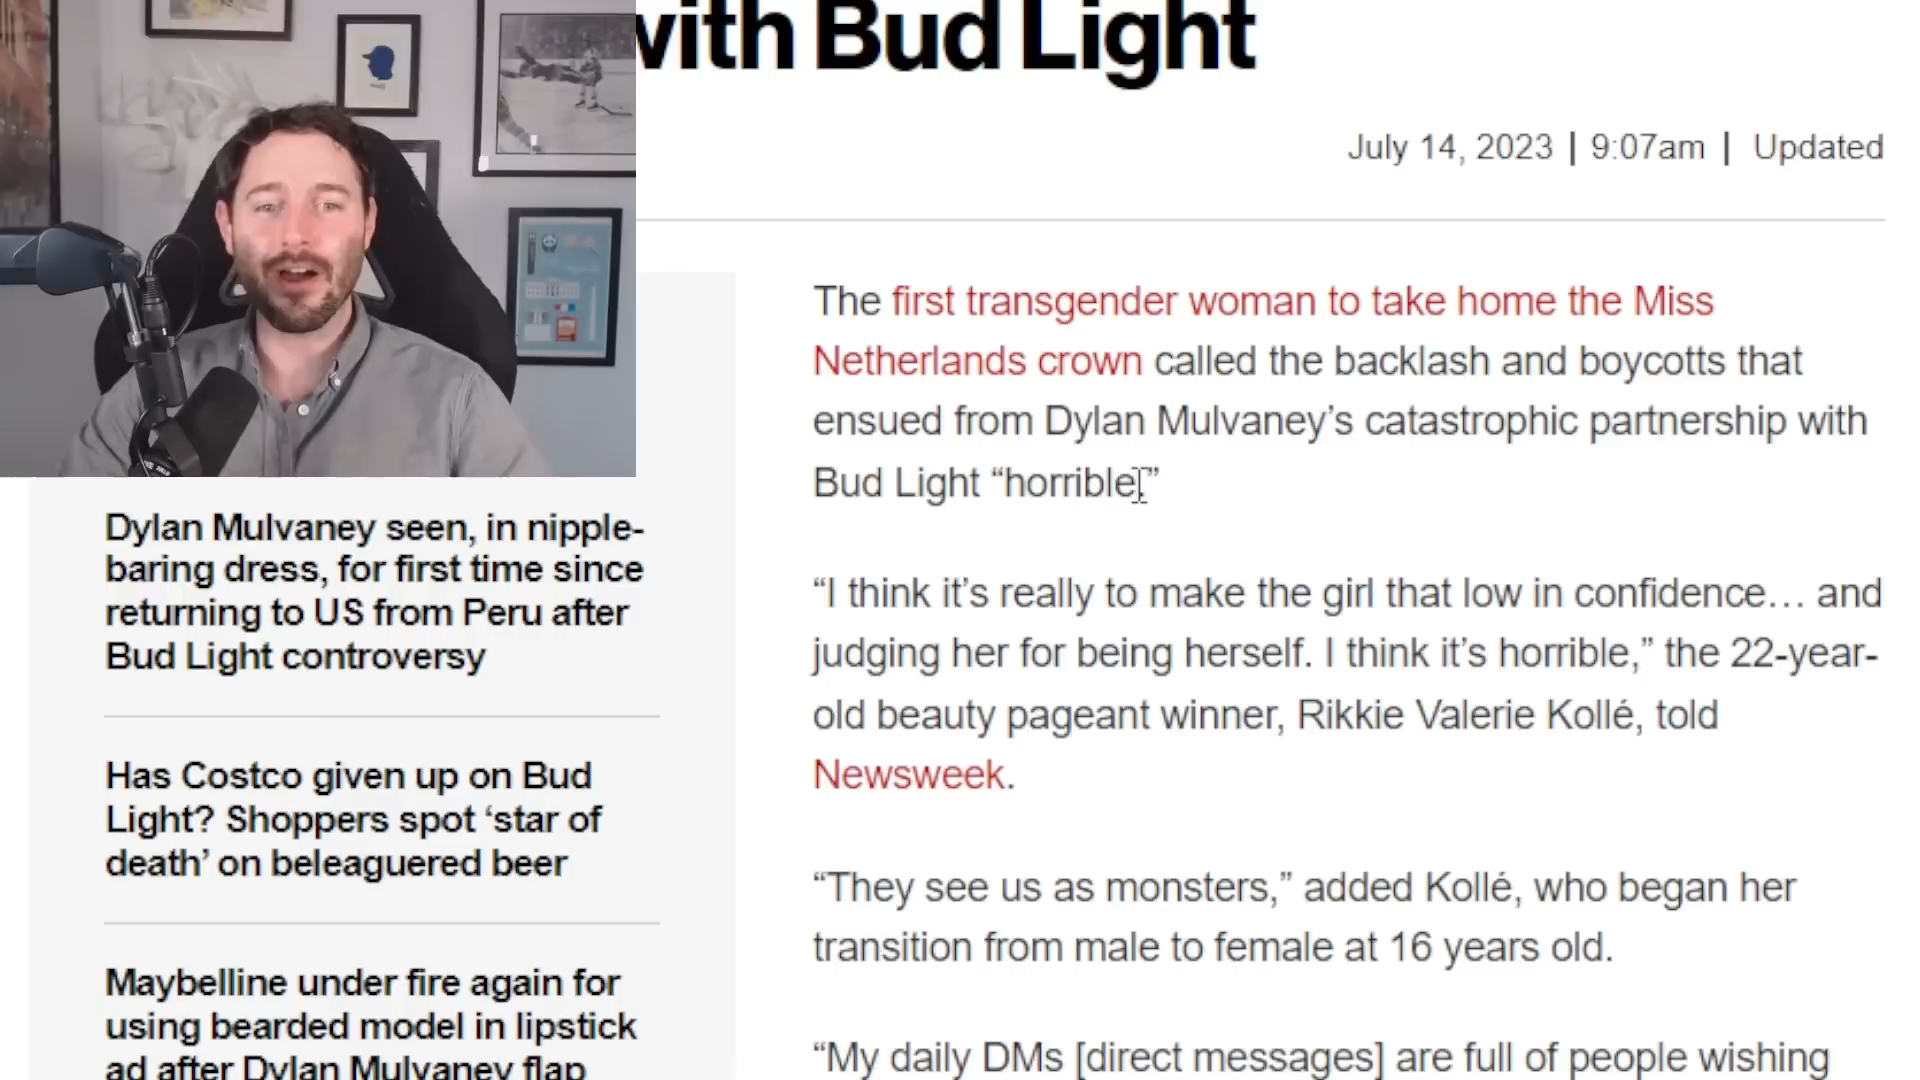 with Bud Light
July 14, 2023 | 9:07am | Updated
The first transgender woman to take home the Miss
Netherlands crown called the backlash and boycotts that
ensued from Dylan Mulvaney’s catastrophic partnership with
Bud Light “horrible.”
“I think it’s really to make the girl that low in confidence… and
judging her for being herself. I think it’s horrible,” the 22-year-
old beauty pageant winner, Rikkie Valerie Kollé, told
Newsweek.
“They see us as monsters,” added Kollé, who began her
transition from male to female at 16 years old.
“My daily DMs [direct messages] are full of people wishing
Dylan Mulvaney seen, in nipple-
baring dress, for first time since
returning to US from Peru after
Bud Light controversy
Has Costco given up on Bud
Light? Shoppers spot ‘star of
death’ on beleaguered beer
Maybelline under fire again for
using bearded model in lipstick
ad after Dylan Mulvaney flap